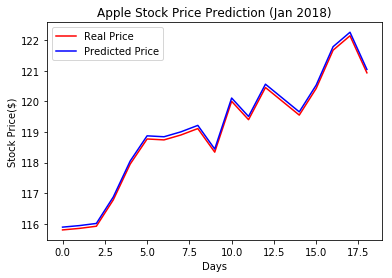 Apple Stock Price Prediction (Jan 2018)
Real Price
Predicted Price
Stock Price($)
122
121
120
119
118
117
116
0.0 2.5 5.0 7.5 10.0 12.5 15.0 17.5
Days